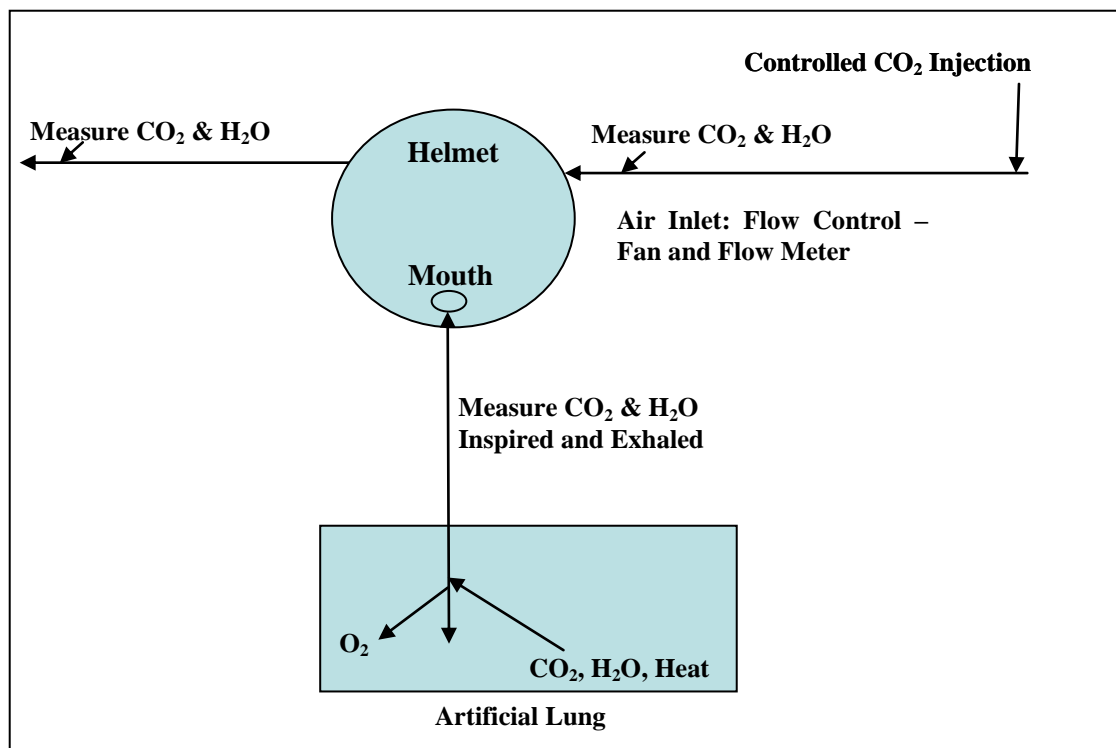 Controlled CO₂ Injection
Measure CO₂ & H₂O
Helmet
Measure CO₂ & H₂O
Air Inlet: Flow Control –
Fan and Flow Meter
Mouth
Measure CO₂ & H₂O
Inspired and Exhaled
O₂
CO₂, H₂O, Heat
Artificial Lung